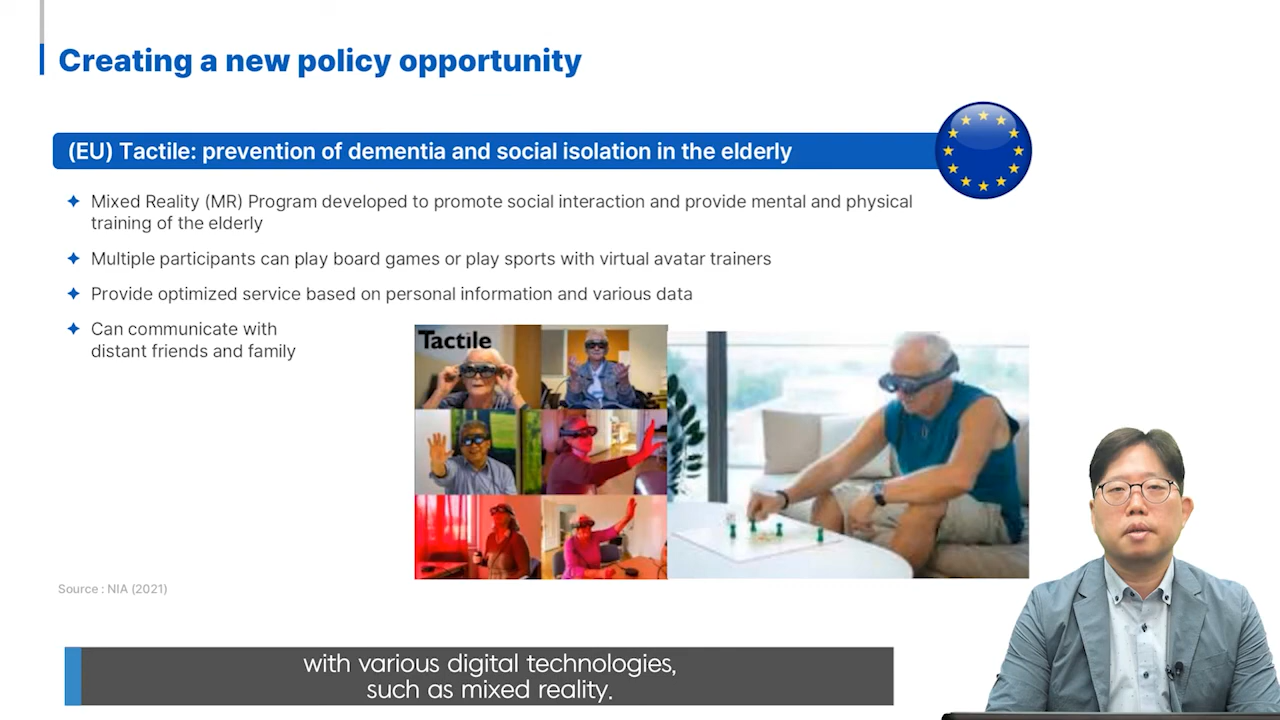 Creating a new policy opportunity
(EU) Tactile: prevention of dementia and social isolation in the elderly
Mixed Reality (MR) Program developed to promote social interaction and provide mental and physical
training of the elderly
Multiple participants can play board games or play sports with virtual avatar trainers
Provide optimized service based on personal information and various data
Can communicate with
distant friends and family
Tactile
Source : NIA (2021)
with various digital technologies,
such as mixed reality.